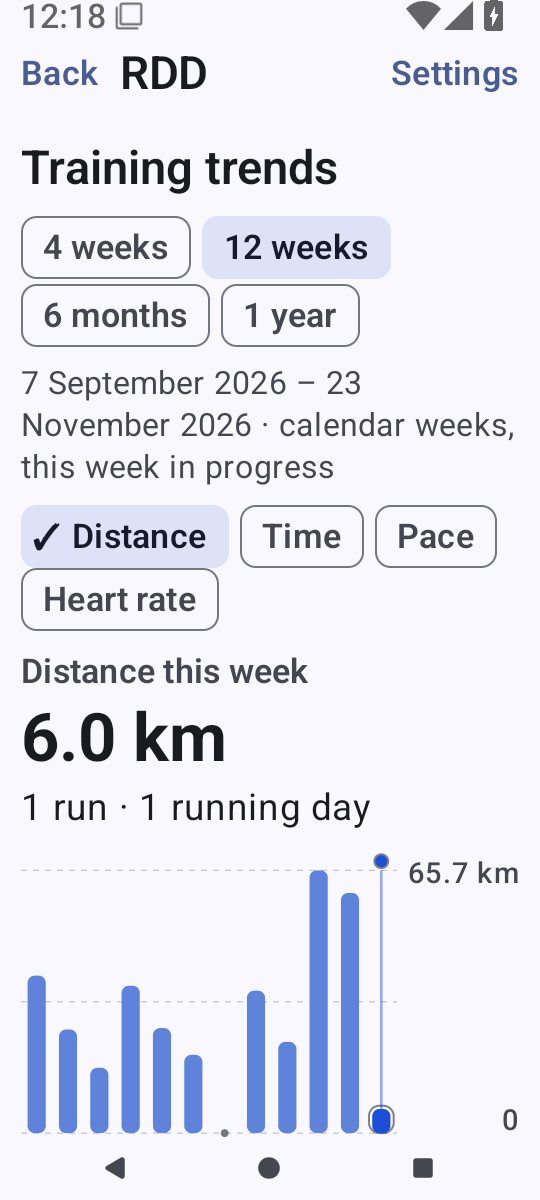 12:18
Back RDD Settings
Training trends
4 weeks 12 weeks
6 months 1 year
7 September 2026 – 23
November 2026 · calendar weeks,
this week in progress
✓ Distance Time Pace
Heart rate
Distance this week
6.0 km
1 run · 1 running day
65.7 km
0